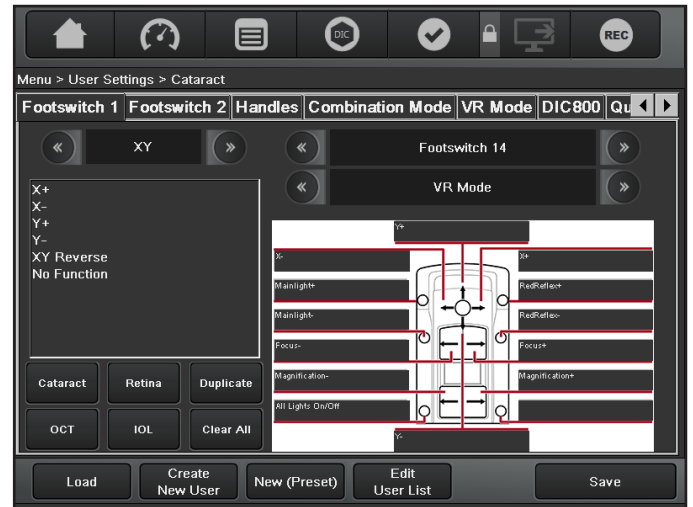 DIC
REC
Menu > User Settings > Cataract
Footswitch 1 Footswitch 2 Handles Combination Mode VR Mode DIC800 Qu
« XY » « Footswitch 14 »
« VR Mode »
X+
X-
Y+
Y-
XY Reverse
No Function
Y+
X- X+
Mainlight+ RedReflex+
Mainlight- RedReflex-
Focus- Focus+
Magnification- Magnification+
All Lights On/Off
Y-
Cataract Retina Duplicate
OCT IOL Clear All
Load Create New User New (Preset) Edit User List Save